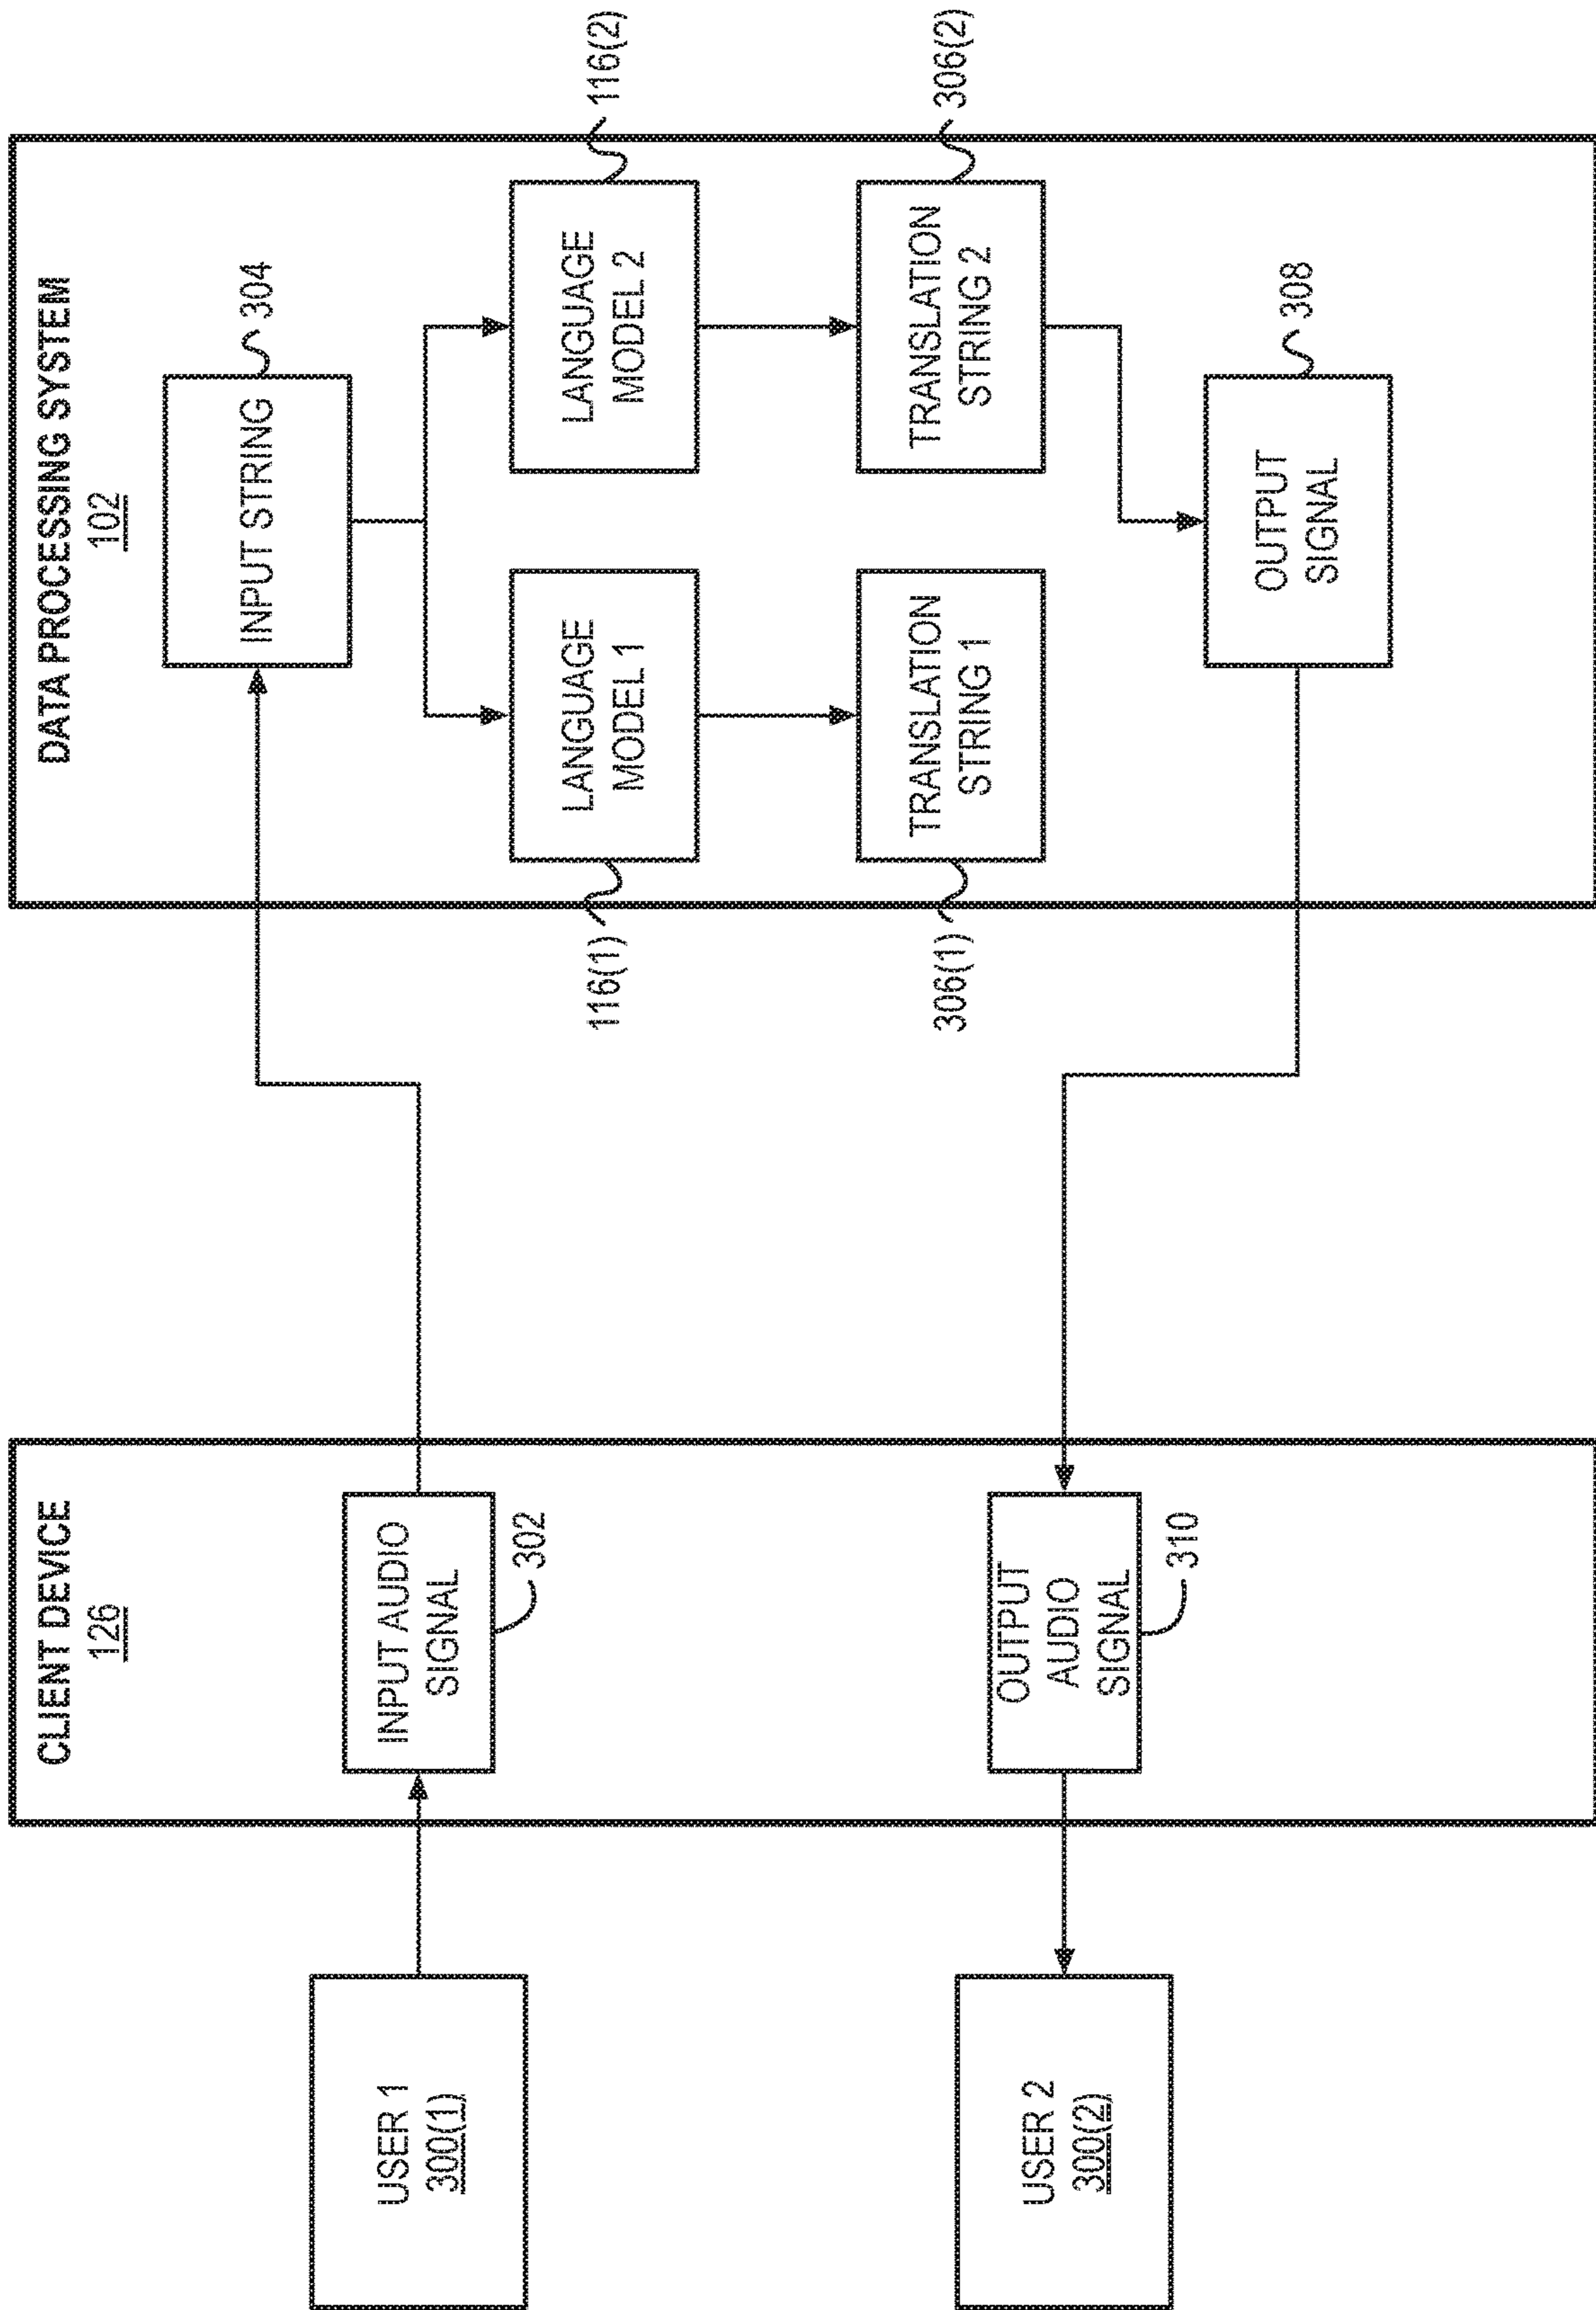 DATA PROCESSING SYSTEM
102
INPUT STRING
304
LANGUAGE
MODEL 1
116(1)
LANGUAGE
MODEL 2
116(2)
TRANSLATION
STRING 1
306(1)
TRANSLATION
STRING 2
306(2)
OUTPUT
SIGNAL
308
CLIENT DEVICE
126
INPUT AUDIO
SIGNAL
302
OUTPUT
AUDIO
SIGNAL
310
USER 1
300(1)
USER 2
300(2)